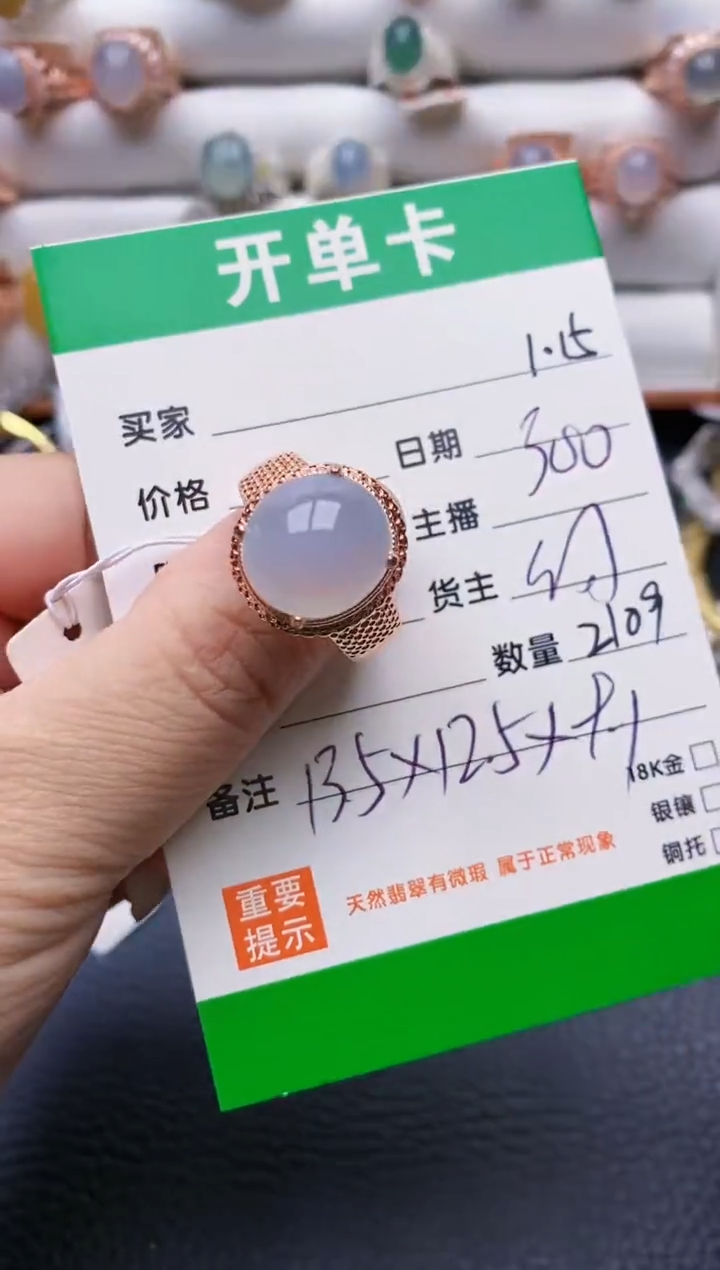 开单卡
1.15
买家
日期 300
价格
主播
货主
数量 2109
备注 13.5X12.5X9.1
18K金
银镶
铜托
重要
提示
天然翡翠有微瑕 属于正常现象